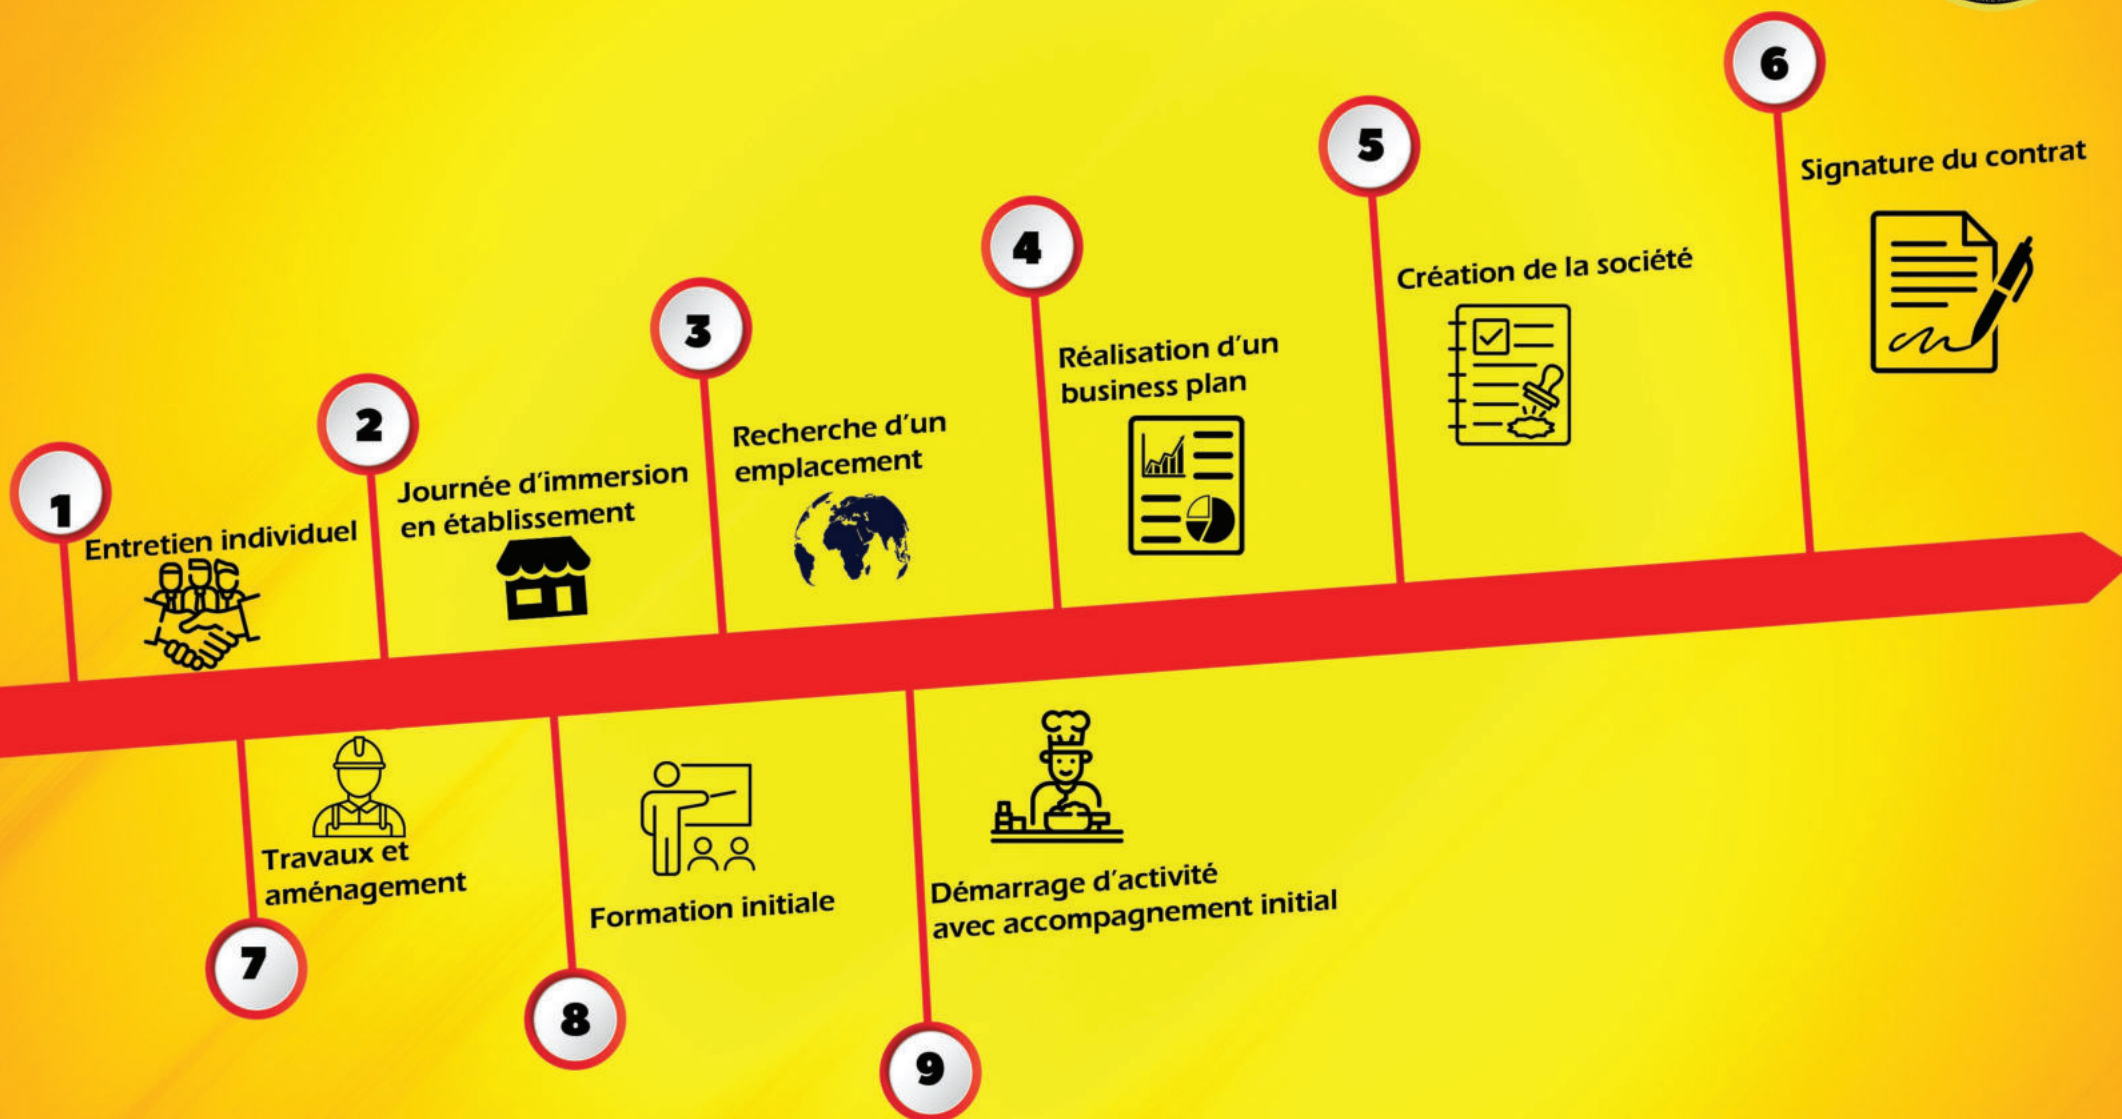 1
Entretien individuel
2
Journée d'immersion
en établissement
3
Recherche d'un
emplacement
4
Réalisation d'un
business plan
5
Création de la société
6
Signature du contrat
7
Travaux et
aménagement
8
Formation initiale
9
Démarrage d'activité
avec accompagnement initial